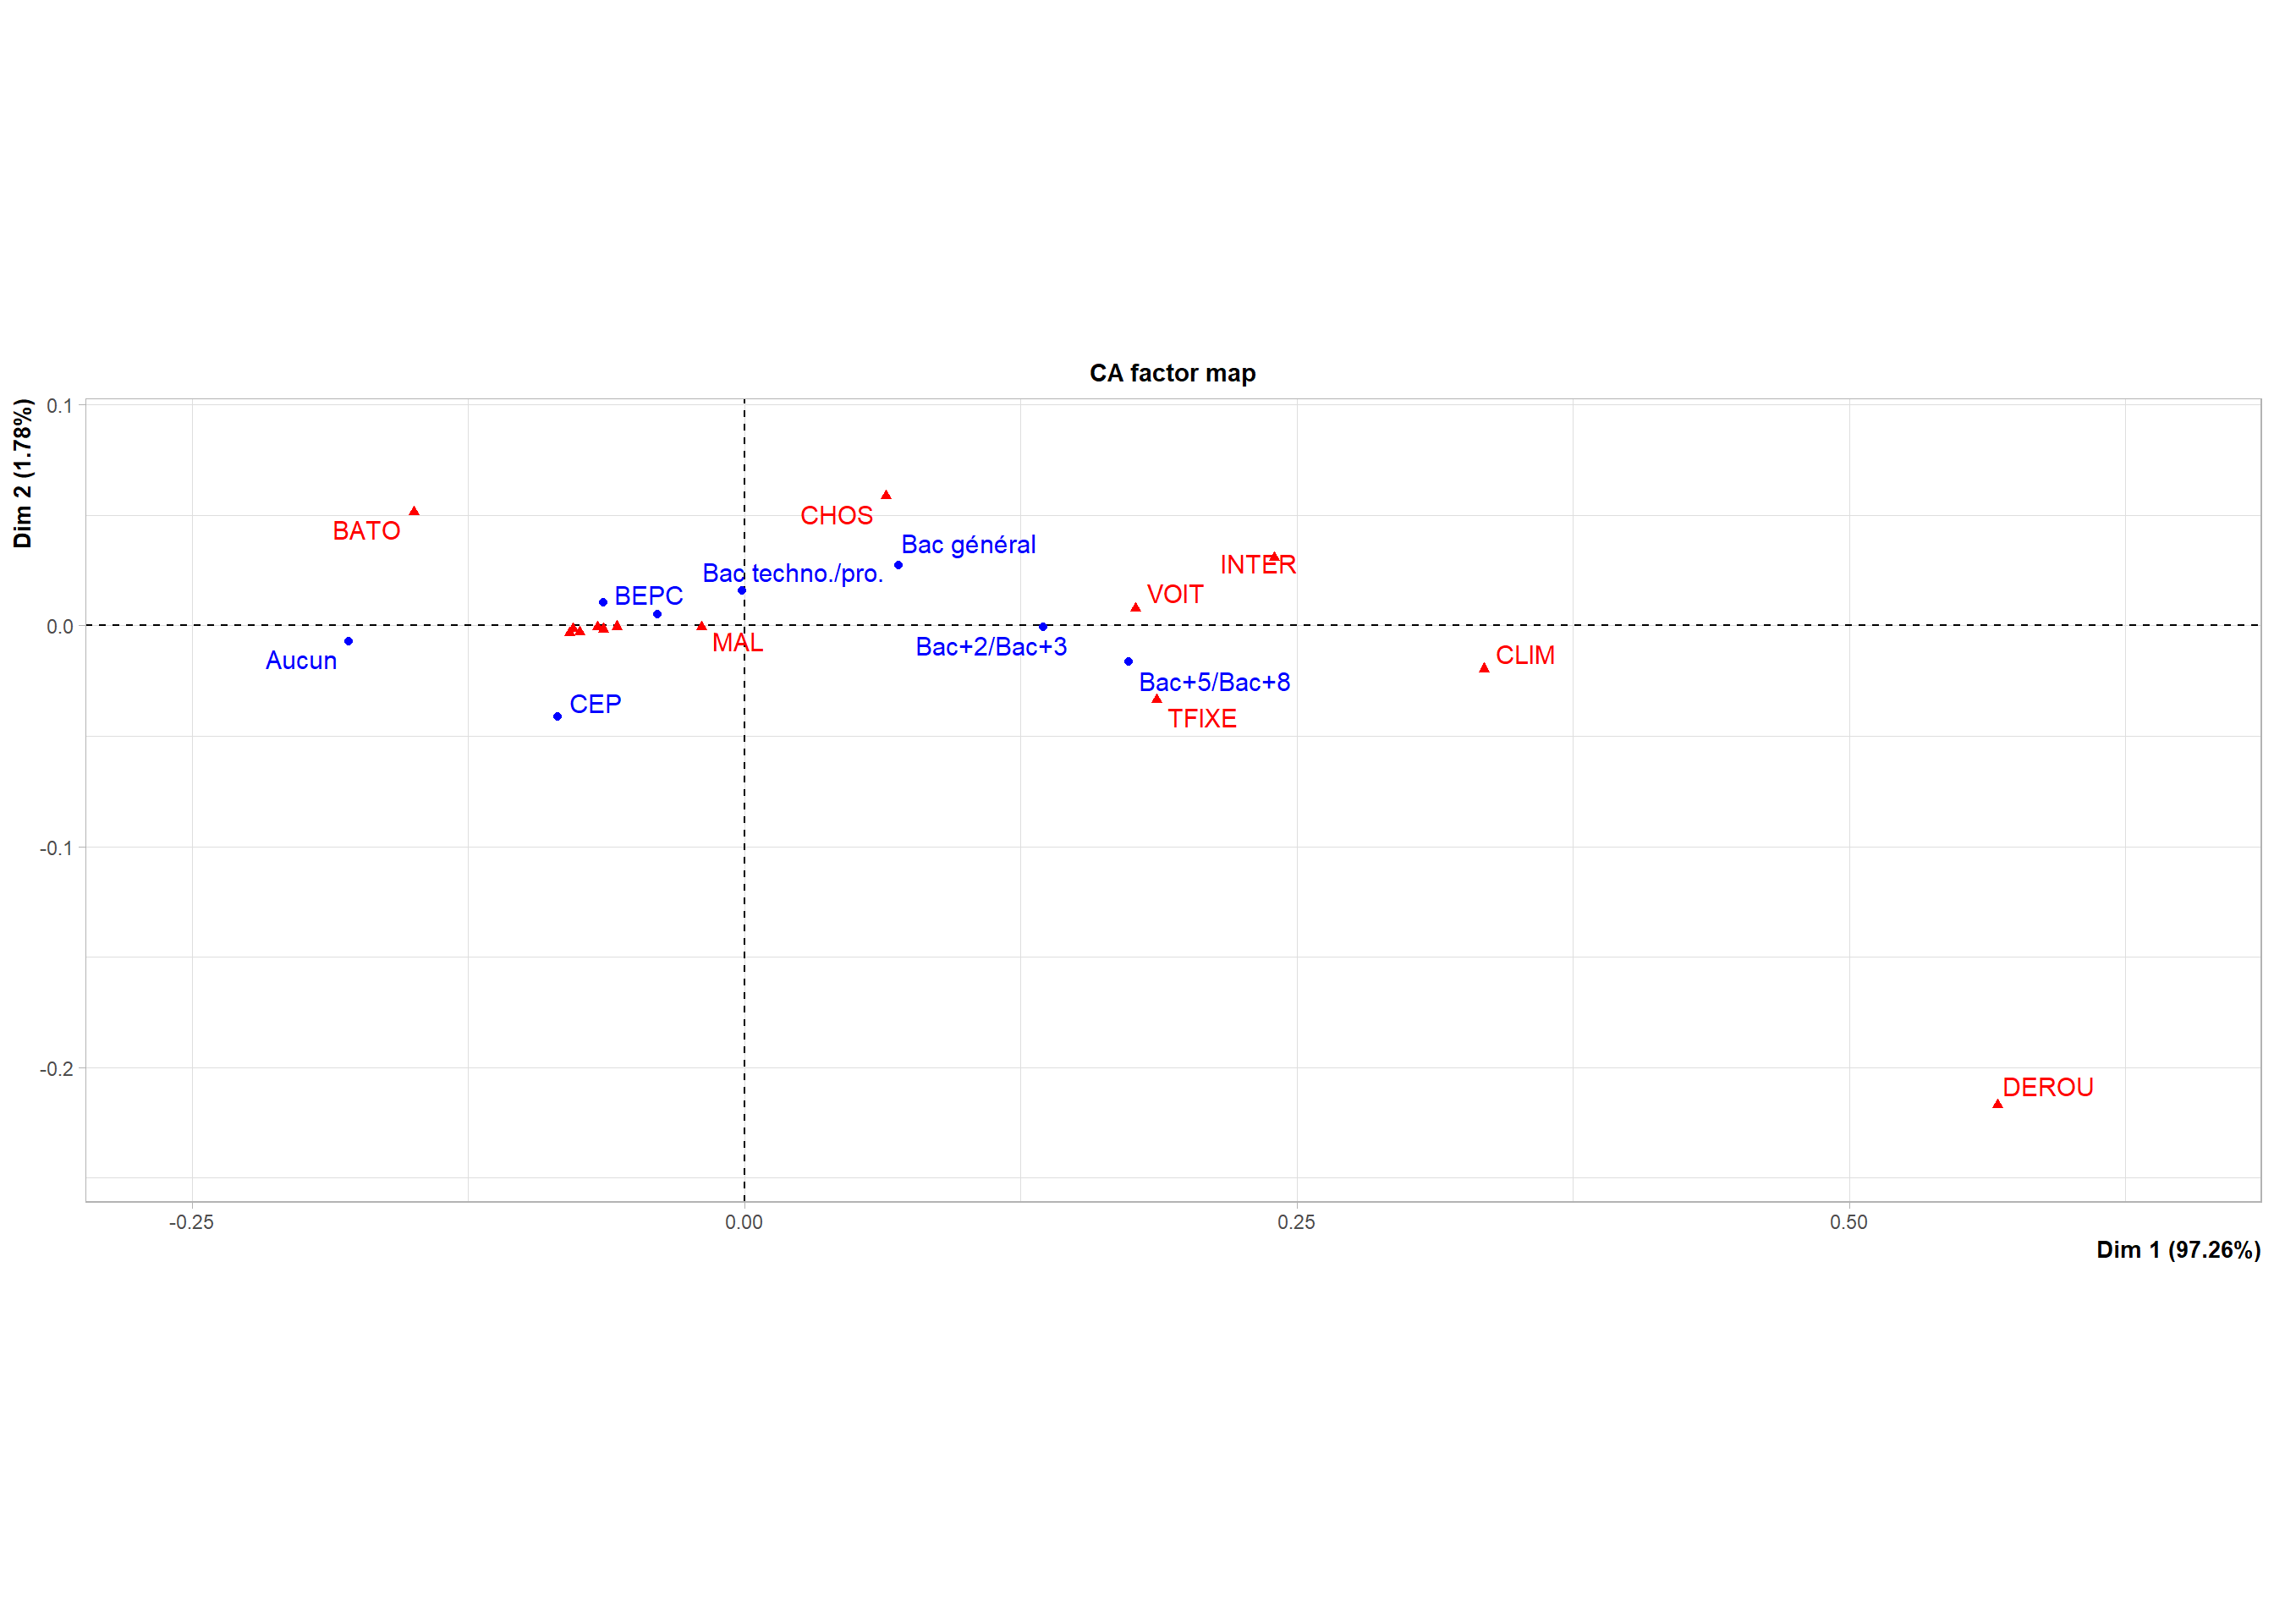 CA factor map
Dim 2 (1.78%)
0.1
0.0
-0.1
-0.2
BATO
CHOS
Bac général
INTER
Bac techno./pro.
BEPC
VOIT
MAL
Bac+2/Bac+3
Aucun
CLIM
Bac+5/Bac+8
CEP
TFIXE
DEROU
-0.25
0.00
0.25
0.50
Dim 1 (97.26%)